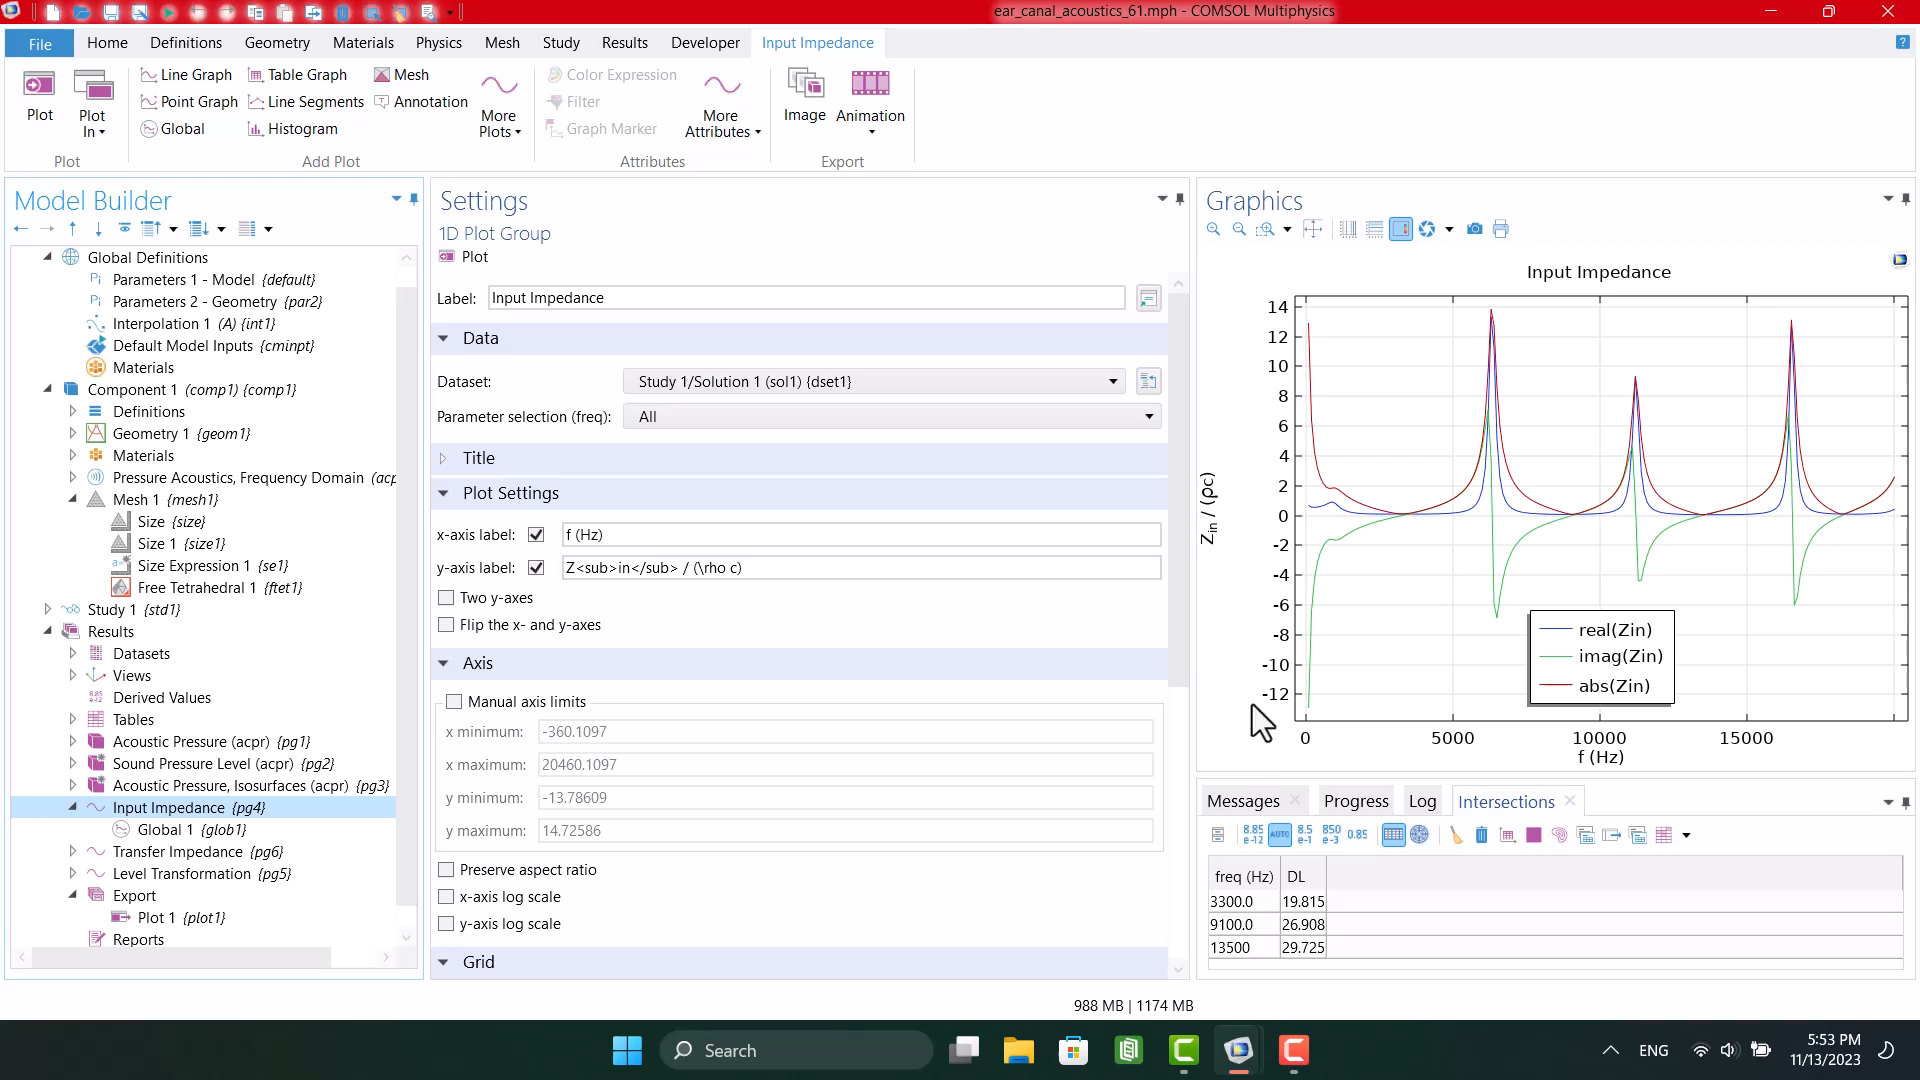 ear_canal_acoustics_61.mph - COMSOL Multiphysics
File Home Definitions Geometry Materials Physics Mesh Study Results Developer Input Impedance
Plot
Plot In
Plot
Line Graph
Point Graph
Global
Table Graph
Line Segments
Histogram
Mesh
Annotation
More Plots
Add Plot
Color Expression
Filter
Graph Marker
More Attributes
Attributes
Image
Animation
Export
Model Builder
Global Definitions
Parameters 1 - Model {default}
Parameters 2 - Geometry {par2}
Interpolation 1 (A) {int1}
Default Model Inputs {cminpt}
Materials
Component 1 (comp1) {comp1}
Definitions
Geometry 1 {geom1}
Materials
Pressure Acoustics, Frequency Domain (acp
Mesh 1 {mesh1}
Size {size}
Size 1 {size1}
Size Expression 1 {se1}
Free Tetrahedral 1 {ftet1}
Study 1 {std1}
Results
Datasets
Views
Derived Values
Tables
Acoustic Pressure (acpr) {pg1}
Sound Pressure Level (acpr) {pg2}
Acoustic Pressure, Isosurfaces (acpr) {pg3}
Input Impedance {pg4}
Global 1 {glob1}
Transfer Impedance {pg6}
Level Transformation {pg5}
Export
Plot 1 {plot1}
Reports
Settings
1D Plot Group
Plot
Label: Input Impedance
Data
Dataset: Study 1/Solution 1 (sol1) {dset1}
Parameter selection (freq): All
Title
Plot Settings
x-axis label: f (Hz)
y-axis label: Z<sub>in</sub> / (\rho c)
Two y-axes
Flip the x- and y-axes
Axis
Manual axis limits
x minimum: -360.1097
x maximum: 20460.1097
y minimum: -13.78609
y maximum: 14.72586
Preserve aspect ratio
x-axis log scale
y-axis log scale
Grid
Graphics
Input Impedance
14
12
10
8
6
4
2
0
-2
-4
-6
-8
-10
-12
Zin / (ρc)
real(Zin)
imag(Zin)
abs(Zin)
0 5000 10000 15000
f (Hz)
Messages Progress Log Intersections
8.85 e-12 AUTO 8.5 e-1 850 e-3 0.85
freq (Hz) DL
3300.0 19.815
9100.0 26.908
13500 29.725
988 MB | 1174 MB
Search
ENG
5:53 PM
11/13/2023